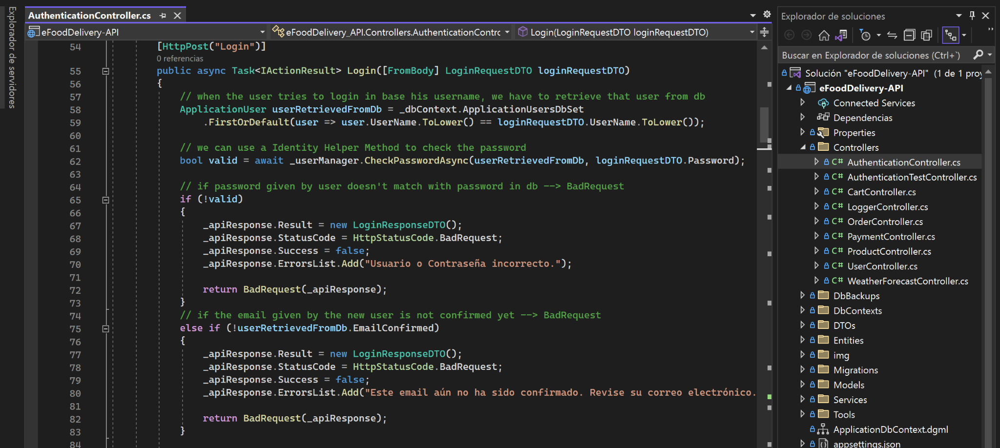 Explorador de servidores
AuthenticationController.cs
eFoodDelivery-API
eFoodDelivery_API.Controllers.AuthenticationContrc
Login(LoginRequestDTO loginRequestDTO)
54 [HttpPost("Login")]
0 referencias
55 public async Task<IActionResult> Login([FromBody] LoginRequestDTO loginRequestDTO)
56 {
57 // when the user tries to login in base his username, we have to retrieve that user from db
58 ApplicationUser userRetrievedFromDb = _dbContext.ApplicationUsersDbSet
59 .FirstOrDefault(user => user.UserName.ToLower() == loginRequestDTO.UserName.ToLower());
60
61 // we can use a Identity Helper Method to check the password
62 bool valid = await _userManager.CheckPasswordAsync(userRetrievedFromDb, loginRequestDTO.Password);
63
64 // if password given by user doesn't match with password in db --> BadRequest
65 if (!valid)
66 {
67 _apiResponse.Result = new LoginResponseDTO();
68 _apiResponse.StatusCode = HttpStatusCode.BadRequest;
69 _apiResponse.Success = false;
70 _apiResponse.ErrorsList.Add("Usuario o Contraseña incorrecto.");
71
72 return BadRequest(_apiResponse);
73 }
74 // if the email given by the new user is not confirmed yet --> BadRequest
75 else if (!userRetrievedFromDb.EmailConfirmed)
76 {
77 _apiResponse.Result = new LoginResponseDTO();
78 _apiResponse.StatusCode = HttpStatusCode.BadRequest;
79 _apiResponse.Success = false;
80 _apiResponse.ErrorsList.Add("Este email aún no ha sido confirmado. Revise su correo electrónico.
81
82 return BadRequest(_apiResponse);
83 }
84
Explorador de soluciones
Buscar en Explorador de soluciones (Ctrl+`)
Solución "eFoodDelivery-API" (1 de 1 proy
eFoodDelivery-API
Connected Services
Dependencias
Properties
Controllers
C# AuthenticationController.cs
C# AuthenticationTestController.cs
C# CartController.cs
C# LoggerController.cs
C# OrderController.cs
C# PaymentController.cs
C# ProductController.cs
C# UserController.cs
C# WeatherForecastController.cs
DbBackups
DbContexts
DTOs
Entities
img
Migrations
Models
Services
Tools
ApplicationDbContext.dgml
appsettings.json